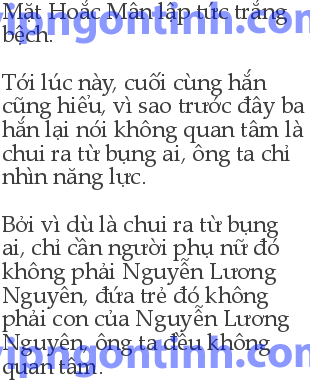 Mặt Hoắc Mân lập tức trắng
bệch.
Tới lúc này, cuối cùng hắn
cũng hiểu, vì sao trước đây ba
hắn lại nói không quan tâm là
chui ra từ bụng ai, ông ta chỉ
nhìn năng lực.
Bởi vì dù là chui ra từ bụng
ai, chỉ cần người phụ nữ đó
không phải Nguyễn Lương
Nguyên, đứa trẻ đó không
phải con của Nguyễn Lương
Nguyên, ông ta đều không
quan tâm.